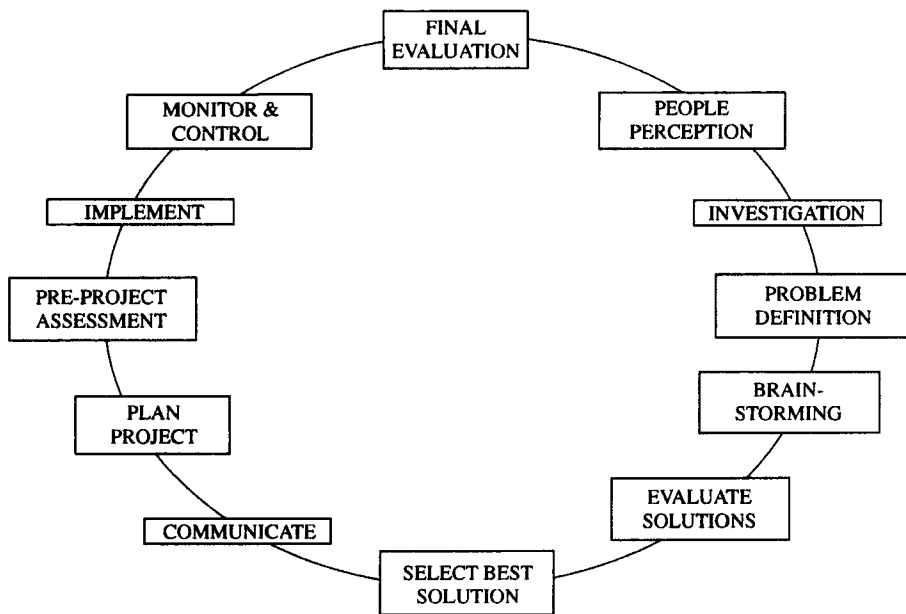 FINAL
EVALUATION
PEOPLE
PERCEPTION
INVESTIGATION
PROBLEM
DEFINITION
BRAIN-
STORMING
EVALUATE
SOLUTIONS
SELECT BEST
SOLUTION
COMMUNICATE
PLAN
PROJECT
PRE-PROJECT
ASSESSMENT
IMPLEMENT
MONITOR &
CONTROL